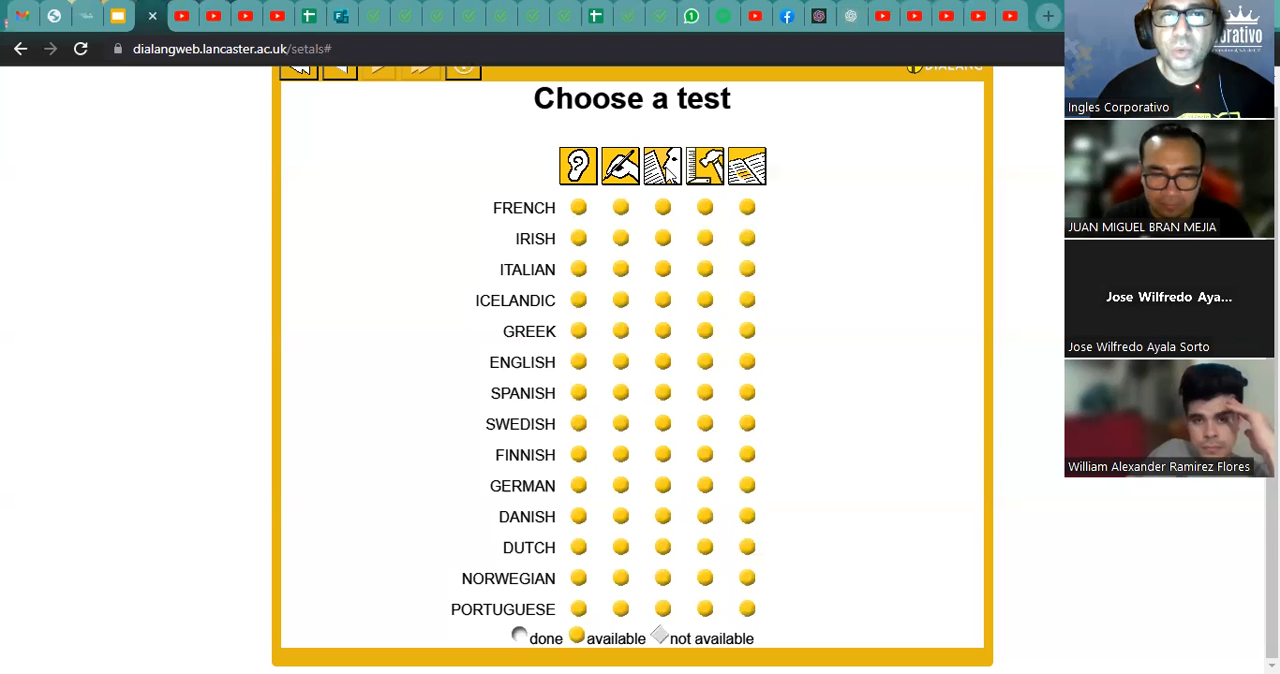 dialangweb.lancaster.ac.uk/setals#
DIALANG
Choose a test
FRENCH
IRISH
ITALIAN
ICELANDIC
GREEK
ENGLISH
SPANISH
SWEDISH
FINNISH
GERMAN
DANISH
DUTCH
NORWEGIAN
PORTUGUESE
done available not available
Ingles Corporativo
JUAN MIGUEL BRAN MEJIA
Jose Wilfredo Aya...
Jose Wilfredo Ayala Sorto
William Alexander Ramirez Flores